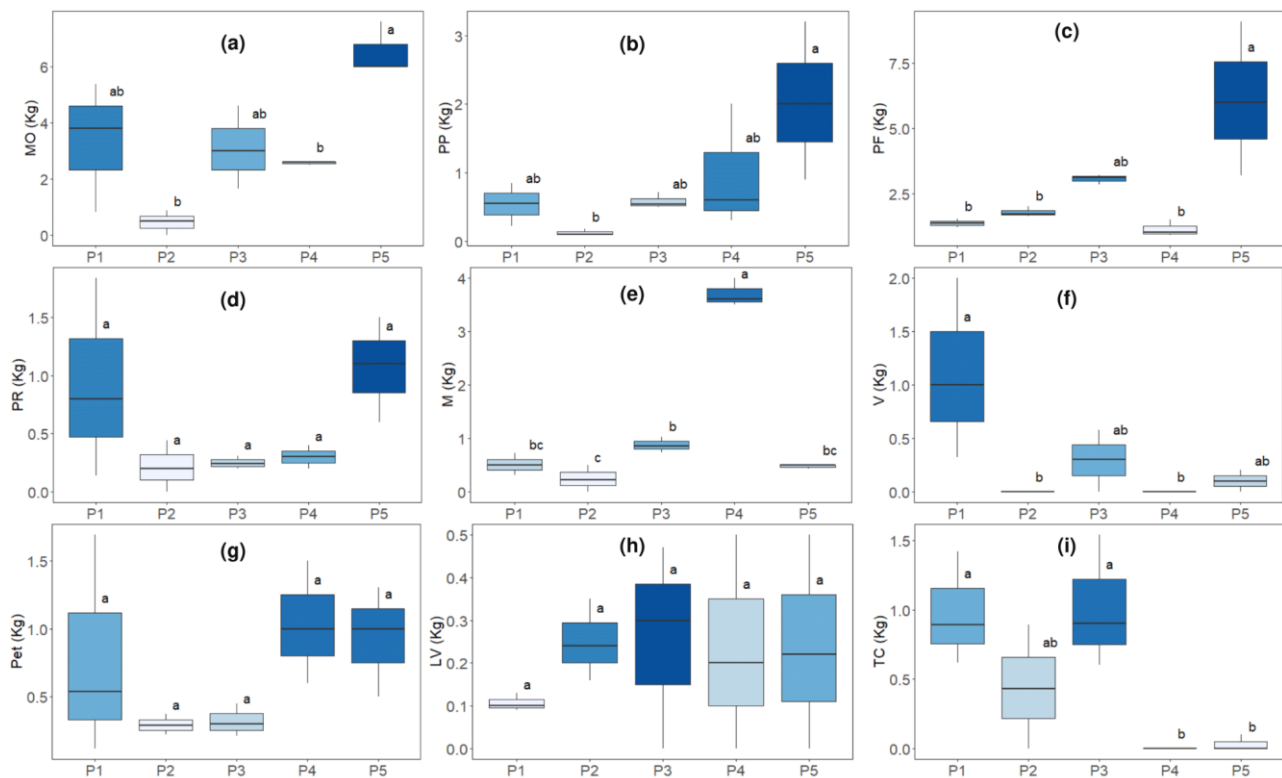 (a)
MO (Kg)
6
4
2
0
ab
b
ab
b
a
P1 P2 P3 P4 P5
(b)
PP (Kg)
3
2
1
0
ab
b
ab
ab
a
P1 P2 P3 P4 P5
(c)
PF (Kg)
7.5
5.0
2.5
b
b
ab
b
a
P1 P2 P3 P4 P5
(d)
PR (Kg)
1.5
1.0
0.5
0.0
a
a
a
a
a
P1 P2 P3 P4 P5
(e)
M (Kg)
4
3
2
1
0
bc
c
b
a
bc
P1 P2 P3 P4 P5
(f)
V (Kg)
2.0
1.5
1.0
0.5
0.0
a
b
ab
b
ab
P1 P2 P3 P4 P5
(g)
Pet (Kg)
1.5
1.0
0.5
a
a
a
a
a
P1 P2 P3 P4 P5
(h)
LV (Kg)
0.5
0.4
0.3
0.2
0.1
0.0
a
a
a
a
a
P1 P2 P3 P4 P5
(i)
TC (Kg)
1.5
1.0
0.5
0.0
a
ab
a
b
b
P1 P2 P3 P4 P5